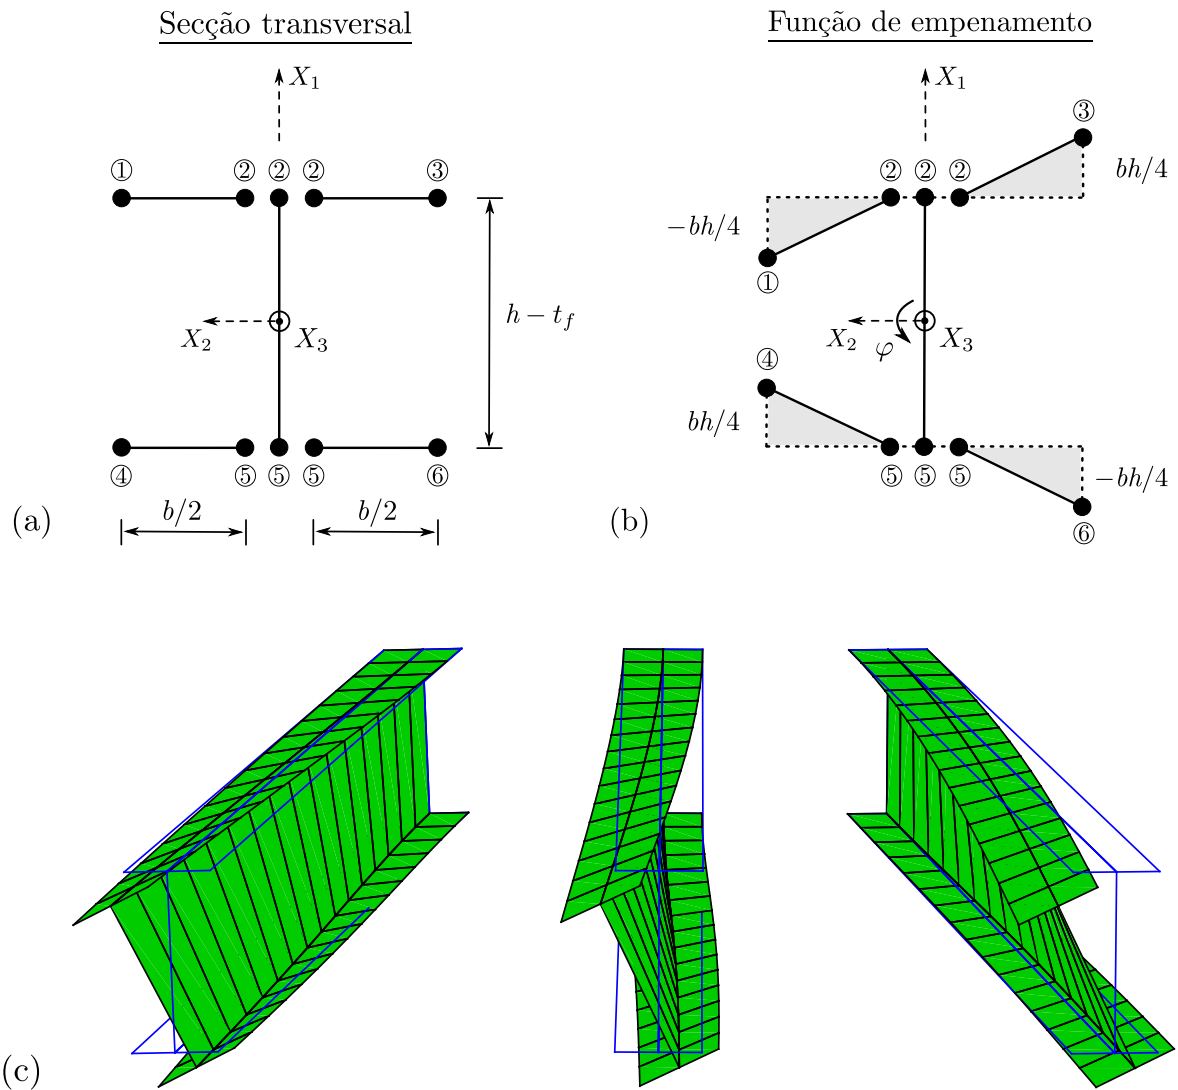 Secção transversal
X₁
① ② ② ② ③
h − t_f
X₂ X₃
④ ⑤ ⑤ ⑤ ⑥
b/2 b/2
(a)
Função de empenamento
X₁
③
② ② ②
bh/4
−bh/4
①
X₂ φ X₃
④
bh/4
−bh/4
⑤ ⑤ ⑤
⑥
(b)
(c)